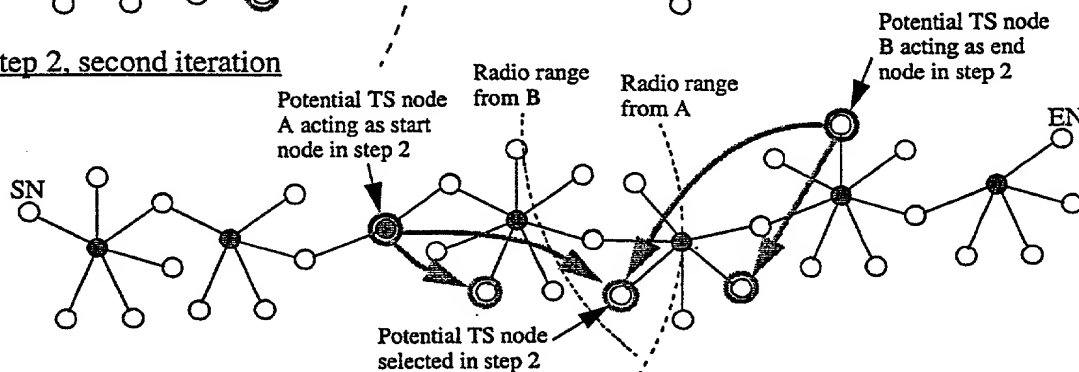 tep 2, second iteration
Potential TS node
B acting as end
node in step 2
Radio range
from B
Radio range
from A
Potential TS node
A acting as start
node in step 2
EN
SN
Potential TS node
selected in step 2